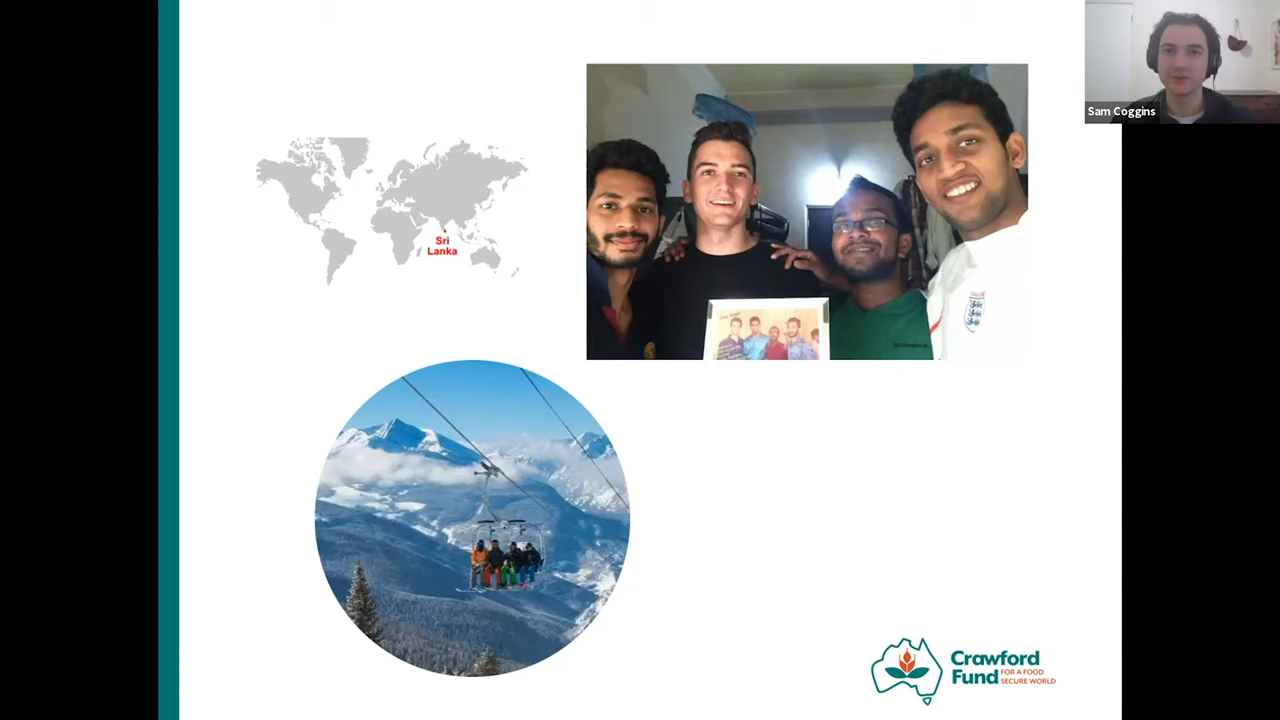 Sam Coggins
Sri
Lanka
Crawford
Fund FOR A FOOD
SECURE WORLD